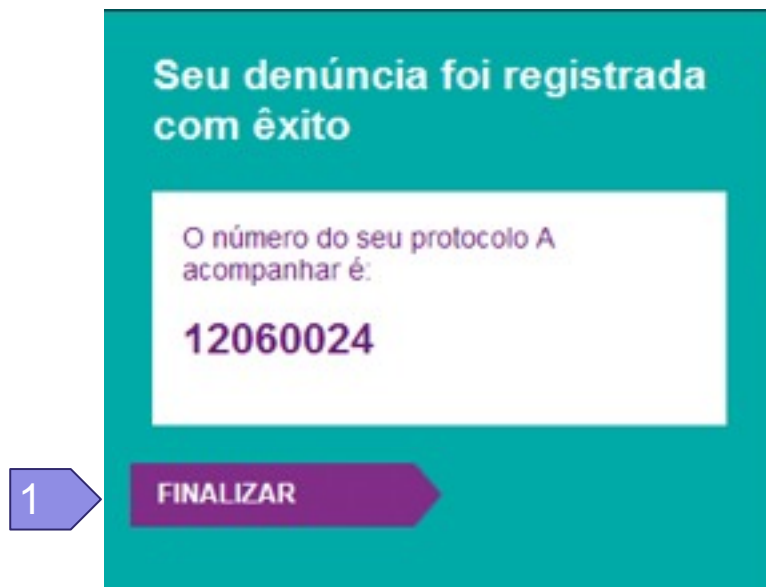 Seu denúncia foi registrada
com êxito
O número do seu protocolo A
acompanhar é:
12060024
1
FINALIZAR